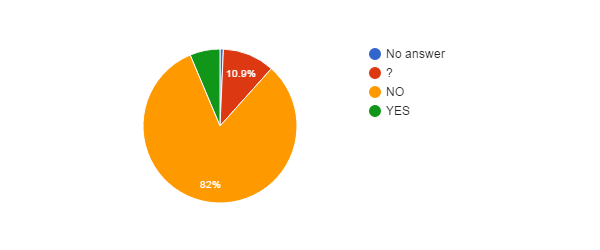 No answer
?
NO
YES
10.9%
82%